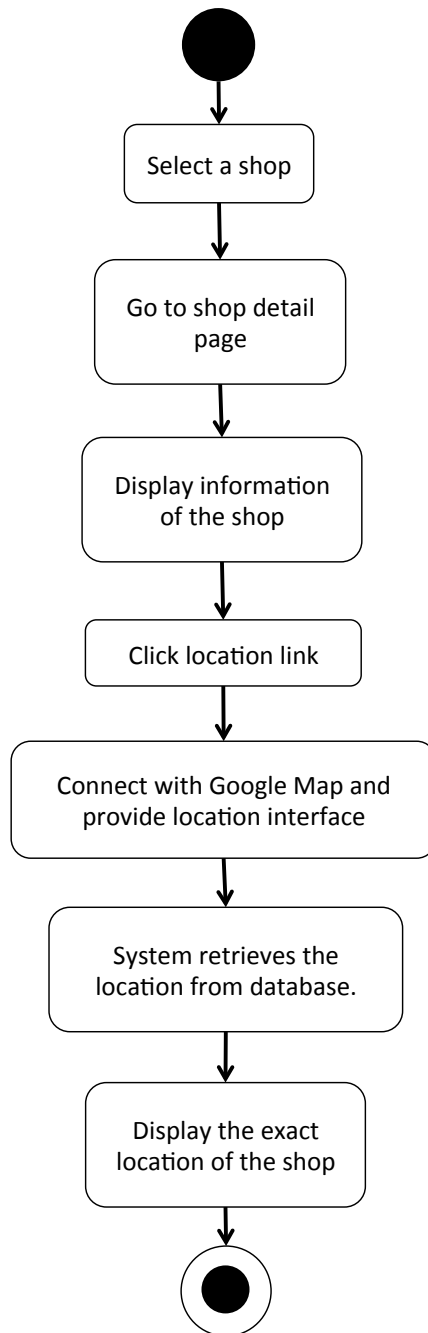 Select a shop
Go to shop detail
page
Display information
of the shop
Click location link
Connect with Google Map and
provide location interface
System retrieves the
location from database.
Display the exact
location of the shop